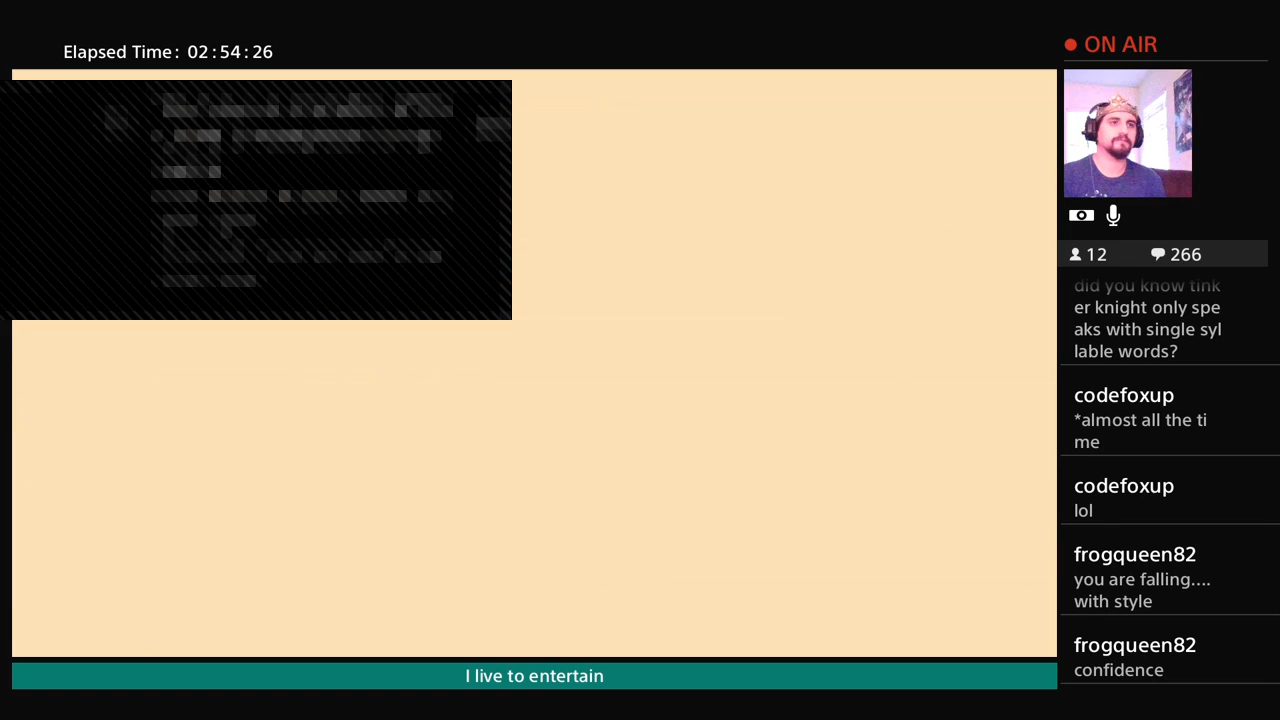 Elapsed Time: 02:54:26
ON AIR
12
266
did you know tink
er knight only spe
aks with single syl
lable words?
codefoxup
*almost all the ti
me
codefoxup
lol
frogqueen82
you are falling....
with style
frogqueen82
confidence
I live to entertain